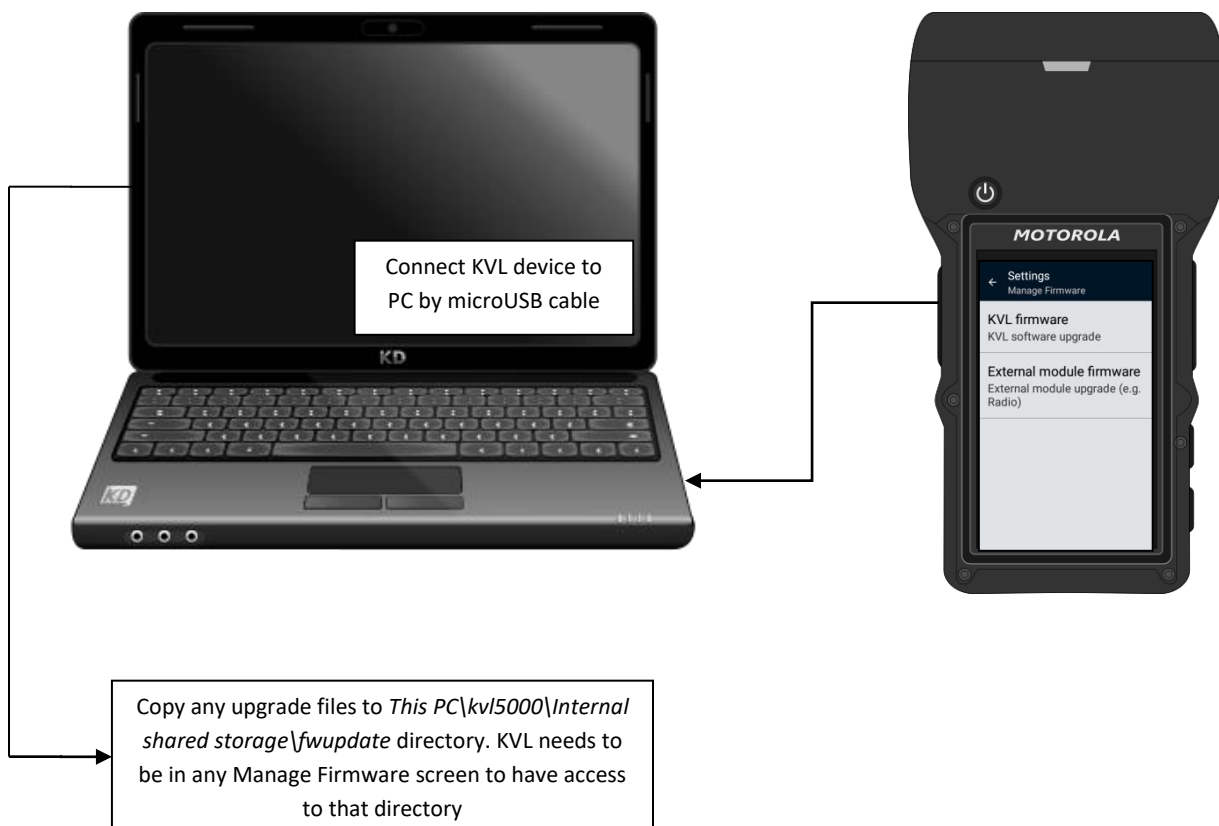 Connect KVL device to
PC by microUSB cable
KD
KD
MOTOROLA
Settings
Manage Firmware
KVL firmware
KVL software upgrade
External module firmware
External module upgrade (e.g.
Radio)
Copy any upgrade files to This PC\kvl5000\Internal
shared storage\fwupdate directory. KVL needs to
be in any Manage Firmware screen to have access
to that directory